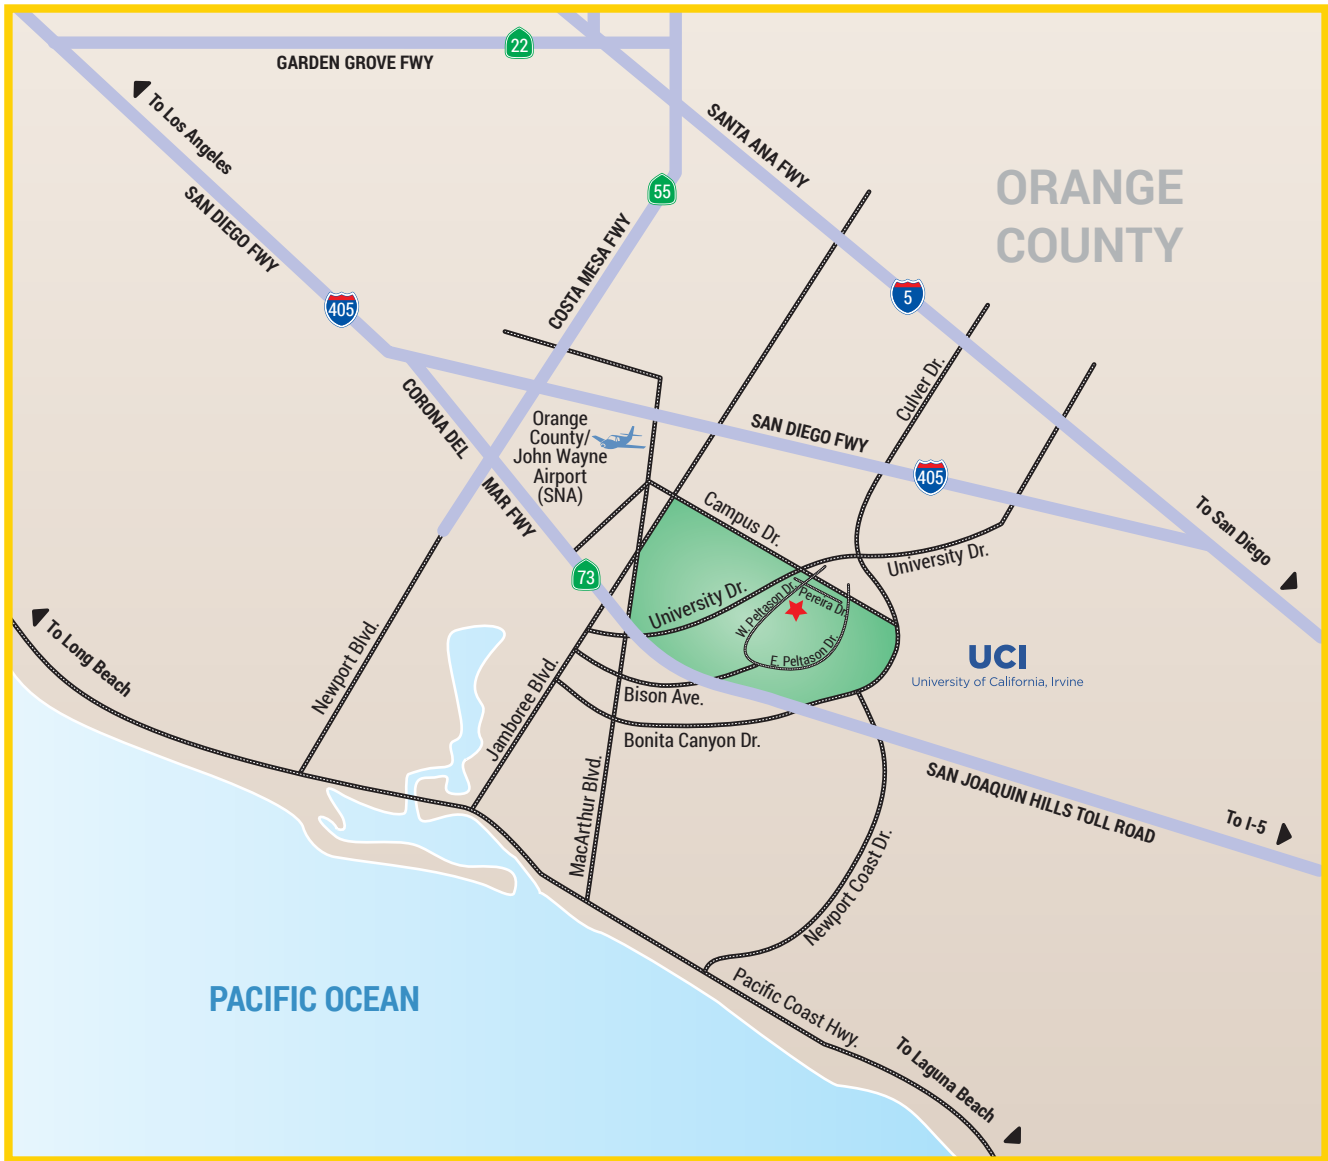 22
GARDEN GROVE FWY
To Los Angeles
SANTA ANA FWY
ORANGE
COUNTY
55
SAN DIEGO FWY
COSTA MESA FWY
405
5
Culver Dr.
CORONA DEL
MAR FWY
Orange
County/
John Wayne
Airport
(SNA)
SAN DIEGO FWY
405
Campus Dr.
To San Diego
University Dr.
73
University Dr.
W. Peltason Dr.
Pereira Dr.
E. Peltason Dr.
To Long Beach
Newport Blvd.
UCI
University of California, Irvine
Jamboree Blvd.
Bison Ave.
Bonita Canyon Dr.
MacArthur Blvd.
SAN JOAQUIN HILLS TOLL ROAD
To I-5
Newport Coast Dr.
PACIFIC OCEAN
Pacific Coast Hwy.
To Laguna Beach